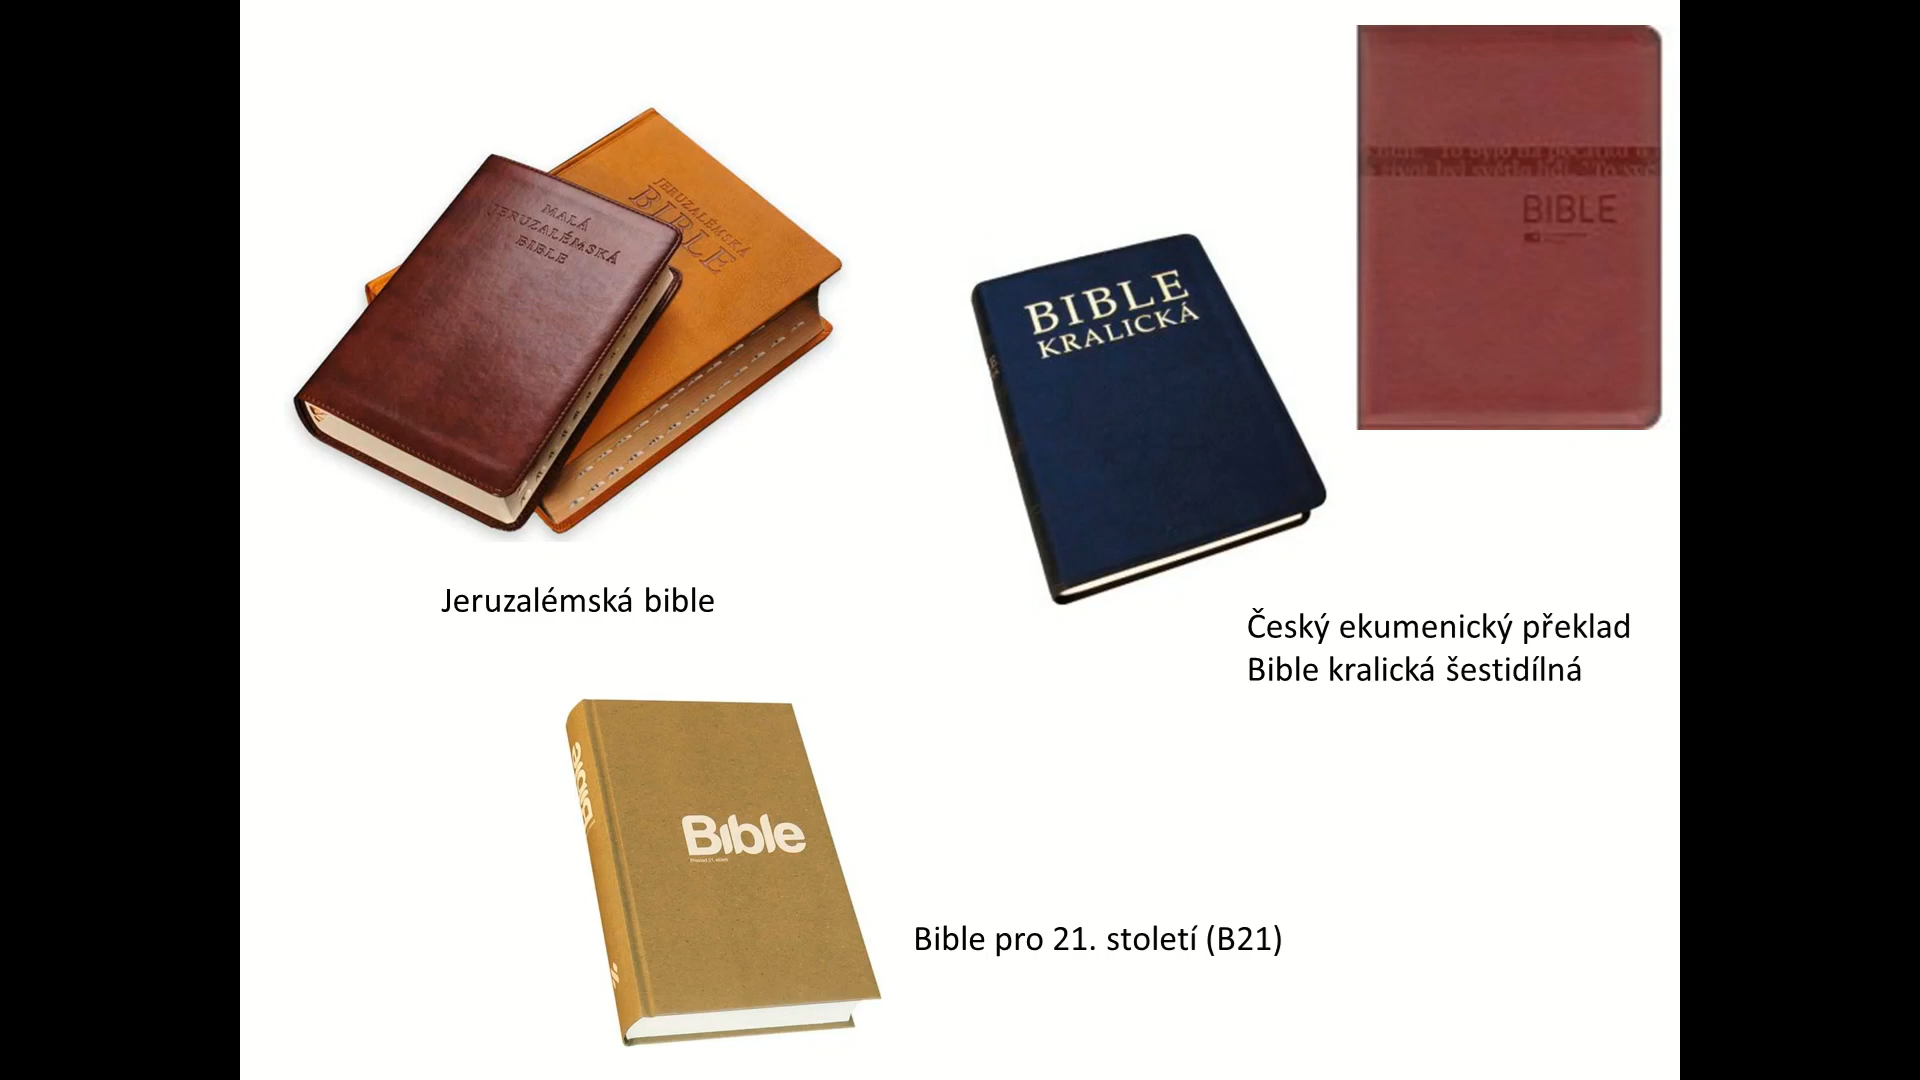 MALÁ
JERUZALÉMSKÁ
BIBLE
JERUZALÉMSKÁ
BIBLE
Jeruzalémská bible
BIBLE
KRALICKÁ
BIBLE
Český ekumenický překlad
Bible kralická šestidílná
Bible
Bible
Bible pro 21. století (B21)